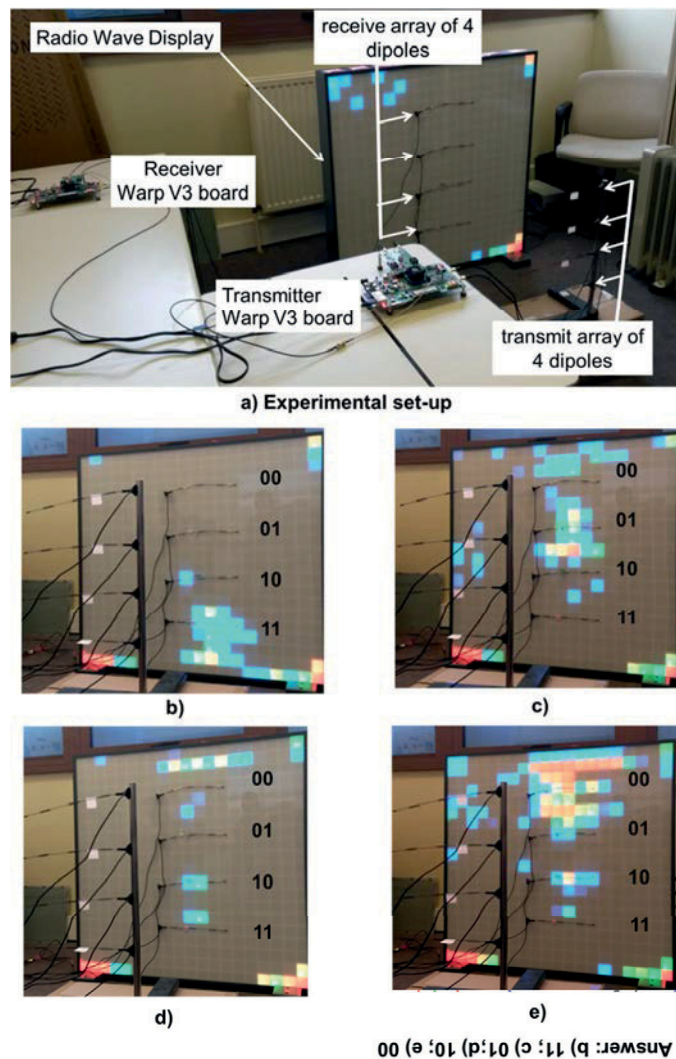 Radio Wave Display
receive array of 4
dipoles
Receiver
Warp V3 board
Transmitter
Warp V3 board
transmit array of
4 dipoles
a) Experimental set-up
00
01
10
11
b)
00
01
10
11
c)
00
01
10
11
d)
00
01
10
11
e)
Answer: b) 11; c) 01;d) 10; e) 00